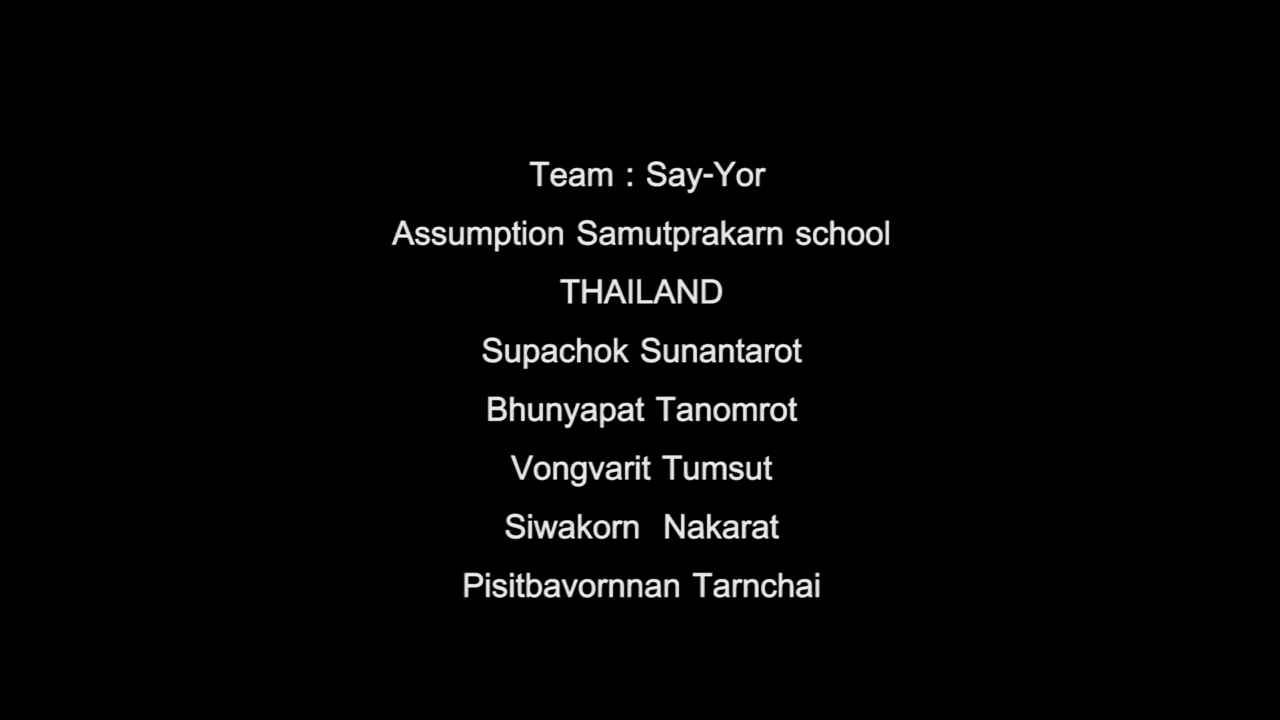 Team : Say-Yor
Assumption Samutprakarn school
THAILAND
Supachok Sunantarot
Bhunyapat Tanomrot
Vongvarit Tumsut
Siwakorn  Nakarat
Pisitbavornnan Tarnchai